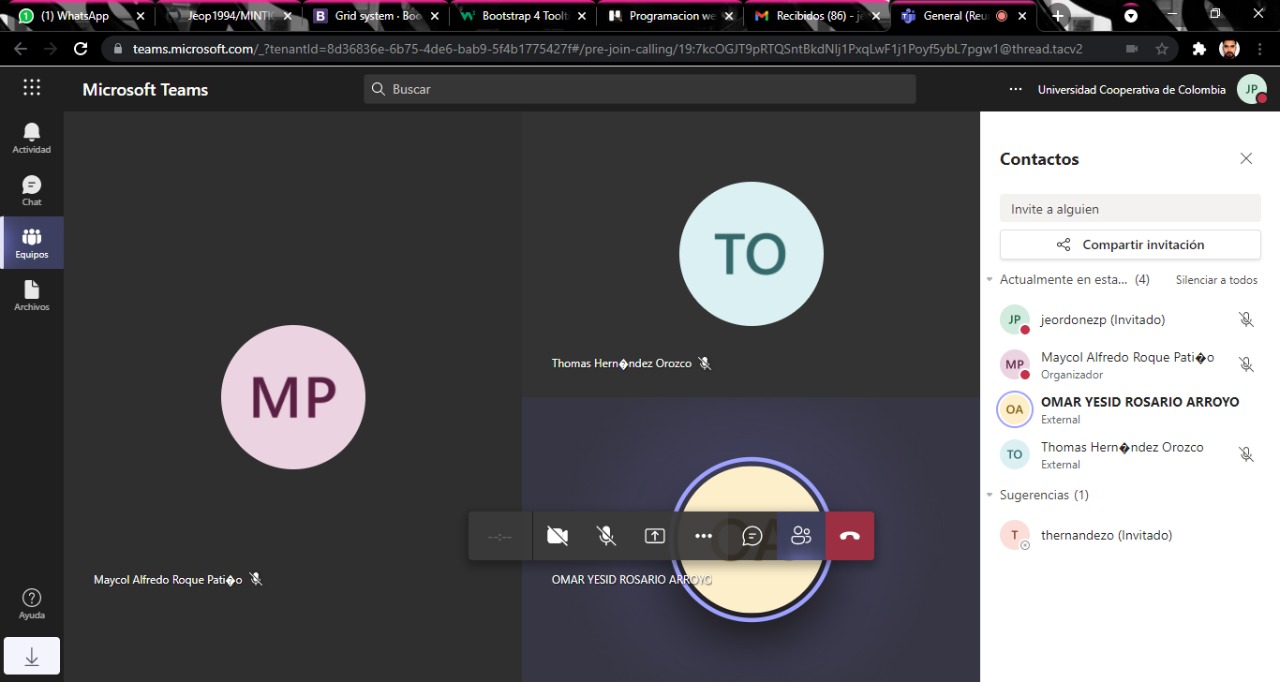 (1) WhatsApp
Jeop1994/MINTIC
Grid system · Boo
Bootstrap 4 Toolt
Programacion we
Recibidos (86) - je
General (Reun
teams.microsoft.com/_?tenantId=8d36836e-6b75-4de6-bab9-5f4b1775427f#/pre-join-calling/19:7kcOGJT9pRTQSntBkdNIj1PxqLwF1j1Poyf5ybL7pgw1@thread.tacv2
Microsoft Teams
Buscar
Universidad Cooperativa de Colombia
JP
Actividad
Chat
Equipos
Archivos
Ayuda
MP
Maycol Alfredo Roque Pati�o
TO
Thomas Hern�ndez Orozco
OA
--:--
OMAR YESID ROSARIO ARROYO
Contactos
Invite a alguien
Compartir invitación
Actualmente en esta... (4)
Silenciar a todos
JP
jeordonezp (Invitado)
MP
Maycol Alfredo Roque Pati�o
Organizador
OA
OMAR YESID ROSARIO ARROYO
External
TO
Thomas Hern�ndez Orozco
External
Sugerencias (1)
T
thernandezo (Invitado)